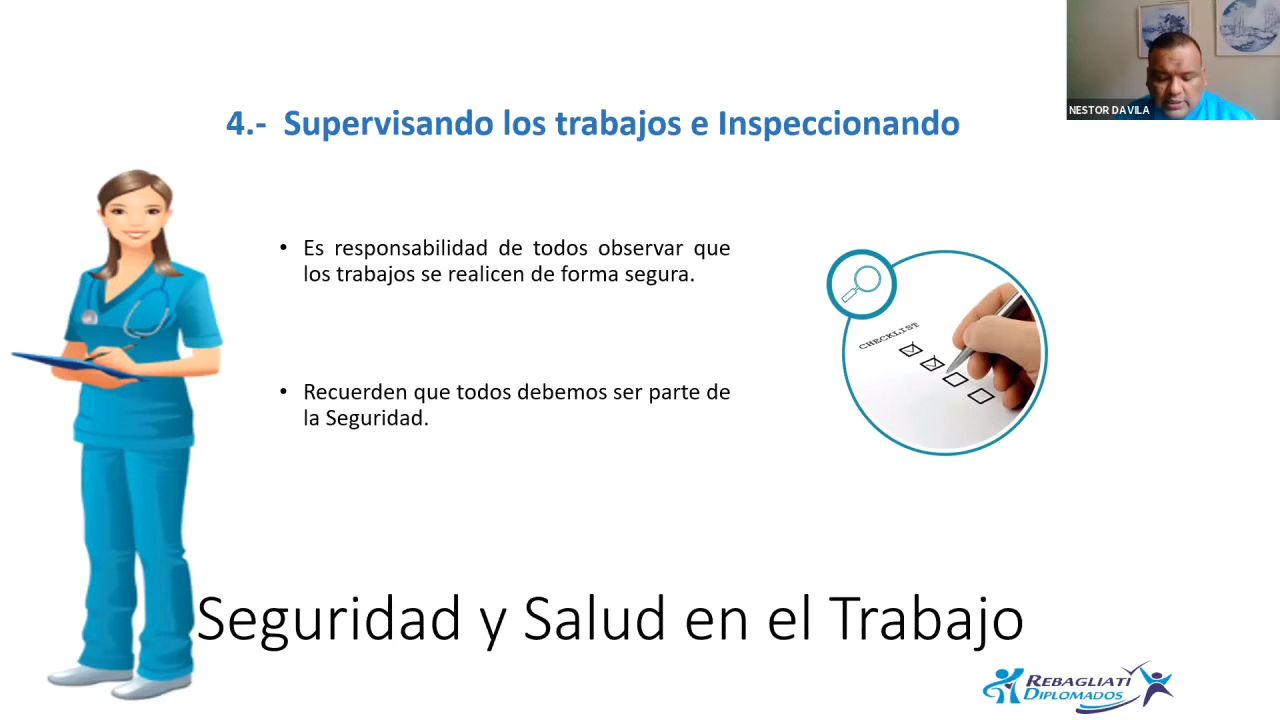 NESTOR DAVILA
4.- Supervisando los trabajos e Inspeccionando
• Es responsabilidad de todos observar que
los trabajos se realicen de forma segura.
CHECKLIST
• Recuerden que todos debemos ser parte de
la Seguridad.
Seguridad y Salud en el Trabajo
REBAGLIATI
DIPLOMADOS